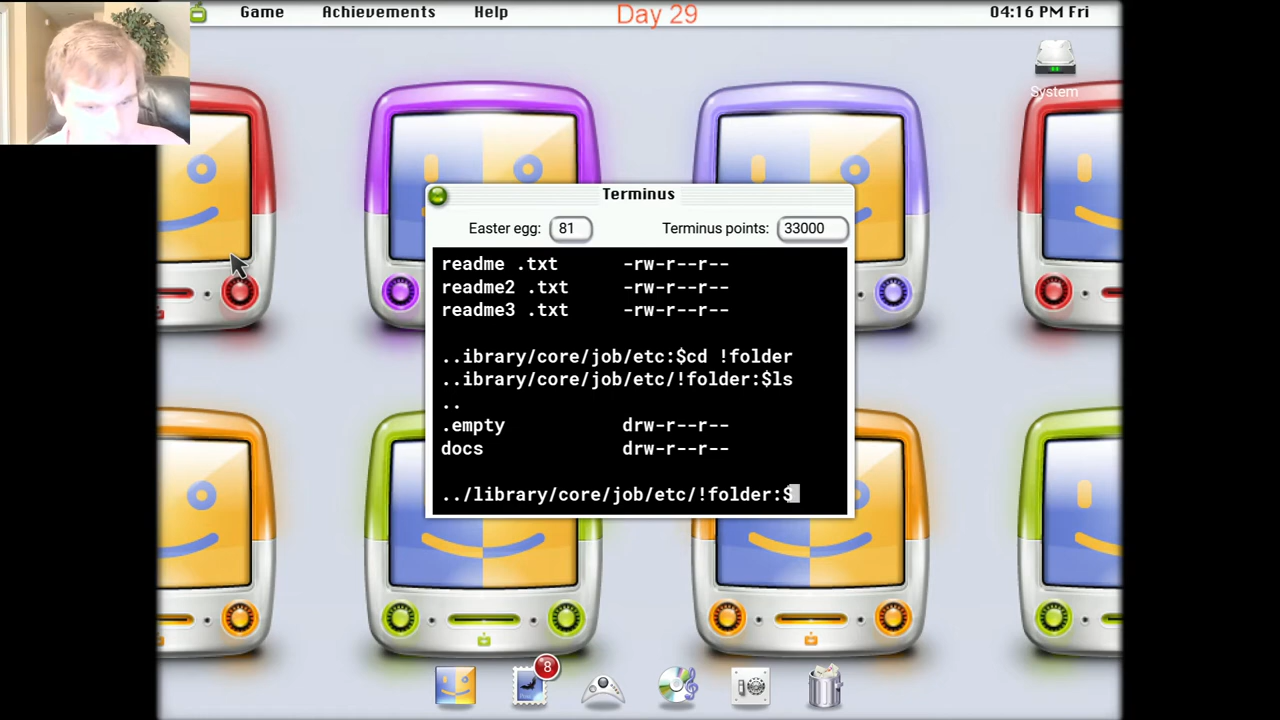 Game Achievements Help Day 29 04:16 PM Fri
System
Terminus
Easter egg: 81 Terminus points: 33000
readme .txt -rw-r--r--
readme2 .txt -rw-r--r--
readme3 .txt -rw-r--r--
..ibrary/core/job/etc:$cd !folder
..ibrary/core/job/etc/!folder:$ls
..
.empty drw-r--r--
docs drw-r--r--
../library/core/job/etc/!folder:$
8